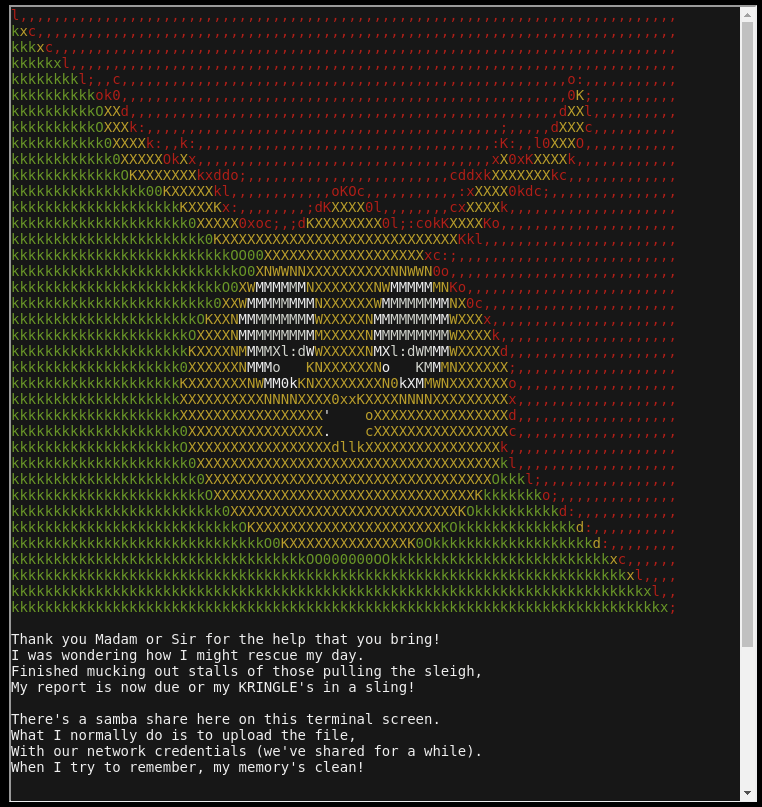 Thank you Madam or Sir for the help that you bring!
I was wondering how I might rescue my day.
Finished mucking out stalls of those pulling the sleigh,
My report is now due or my KRINGLE's in a sling!
There's a samba share here on this terminal screen.
What I normally do is to upload the file,
With our network credentials (we've shared for a while).
When I try to remember, my memory's clean!